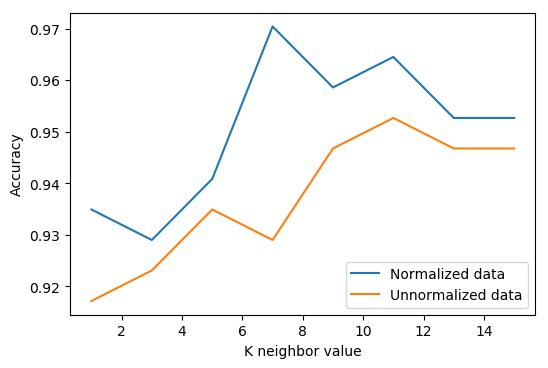 0.97
0.96
0.95
0.94
0.93
0.92
Accuracy
Normalized data
Unnormalized data
2 4 6 8 10 12 14
K neighbor value